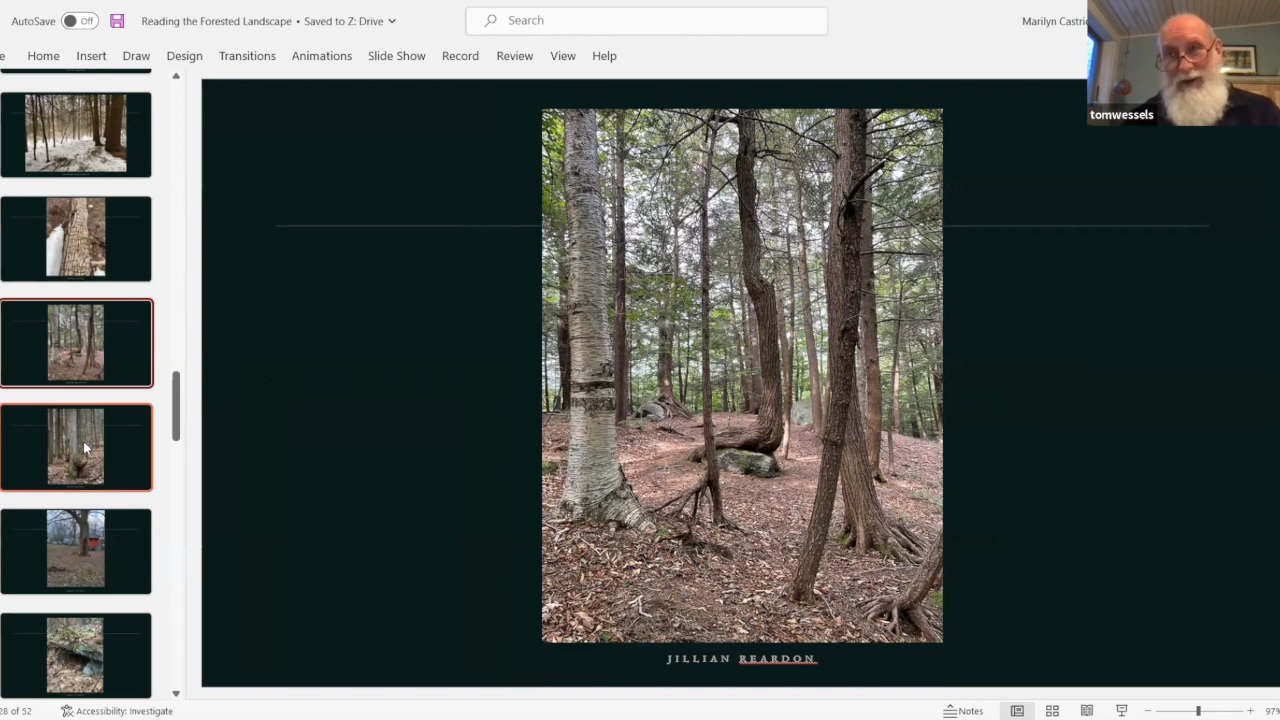 AutoSave Off Reading the Forested Landscape • Saved to Z: Drive Search Marilyn Castri
e Home Insert Draw Design Transitions Animations Slide Show Record Review View Help
tomwessels
JILLIAN REARDON
28 of 52 Accessibility: Investigate Notes 97%